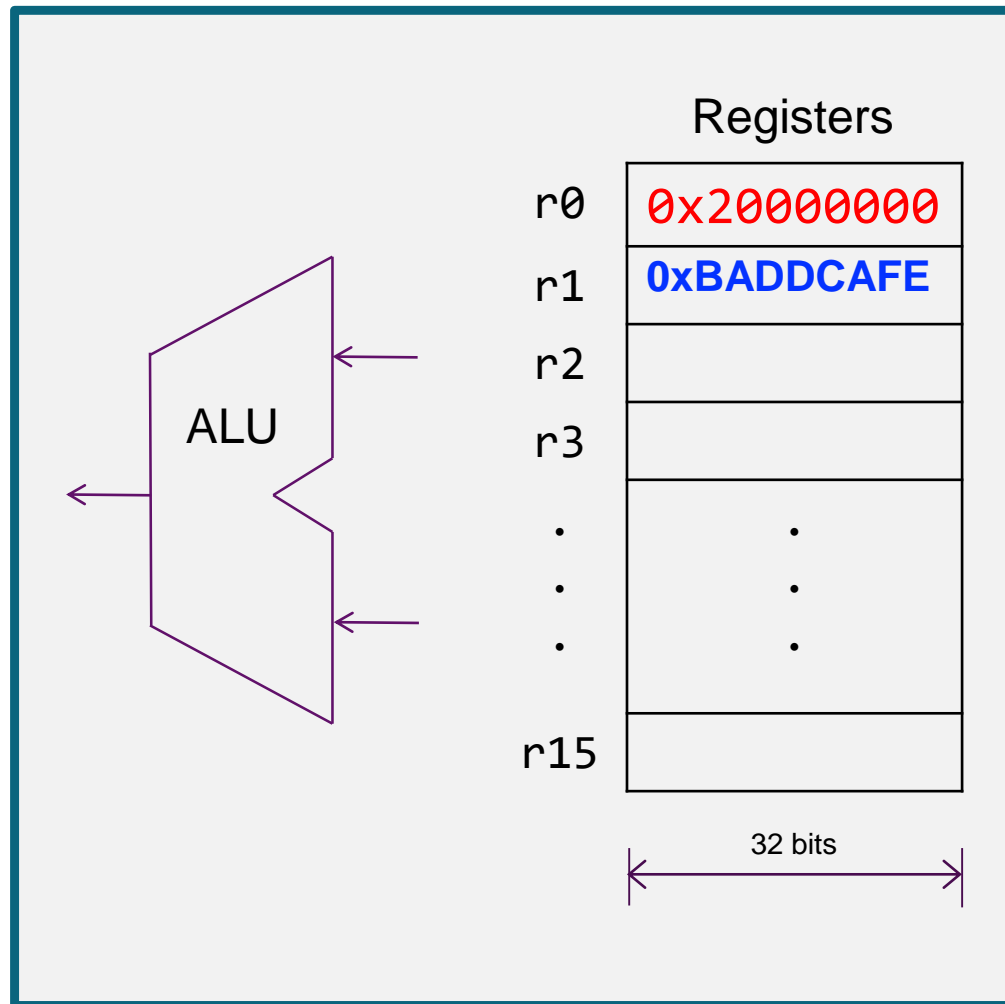 Registers
r0 0x20000000
r1 0xBADDCAFE
r2
r3
ALU
. .
. .
. .
r15
32 bits